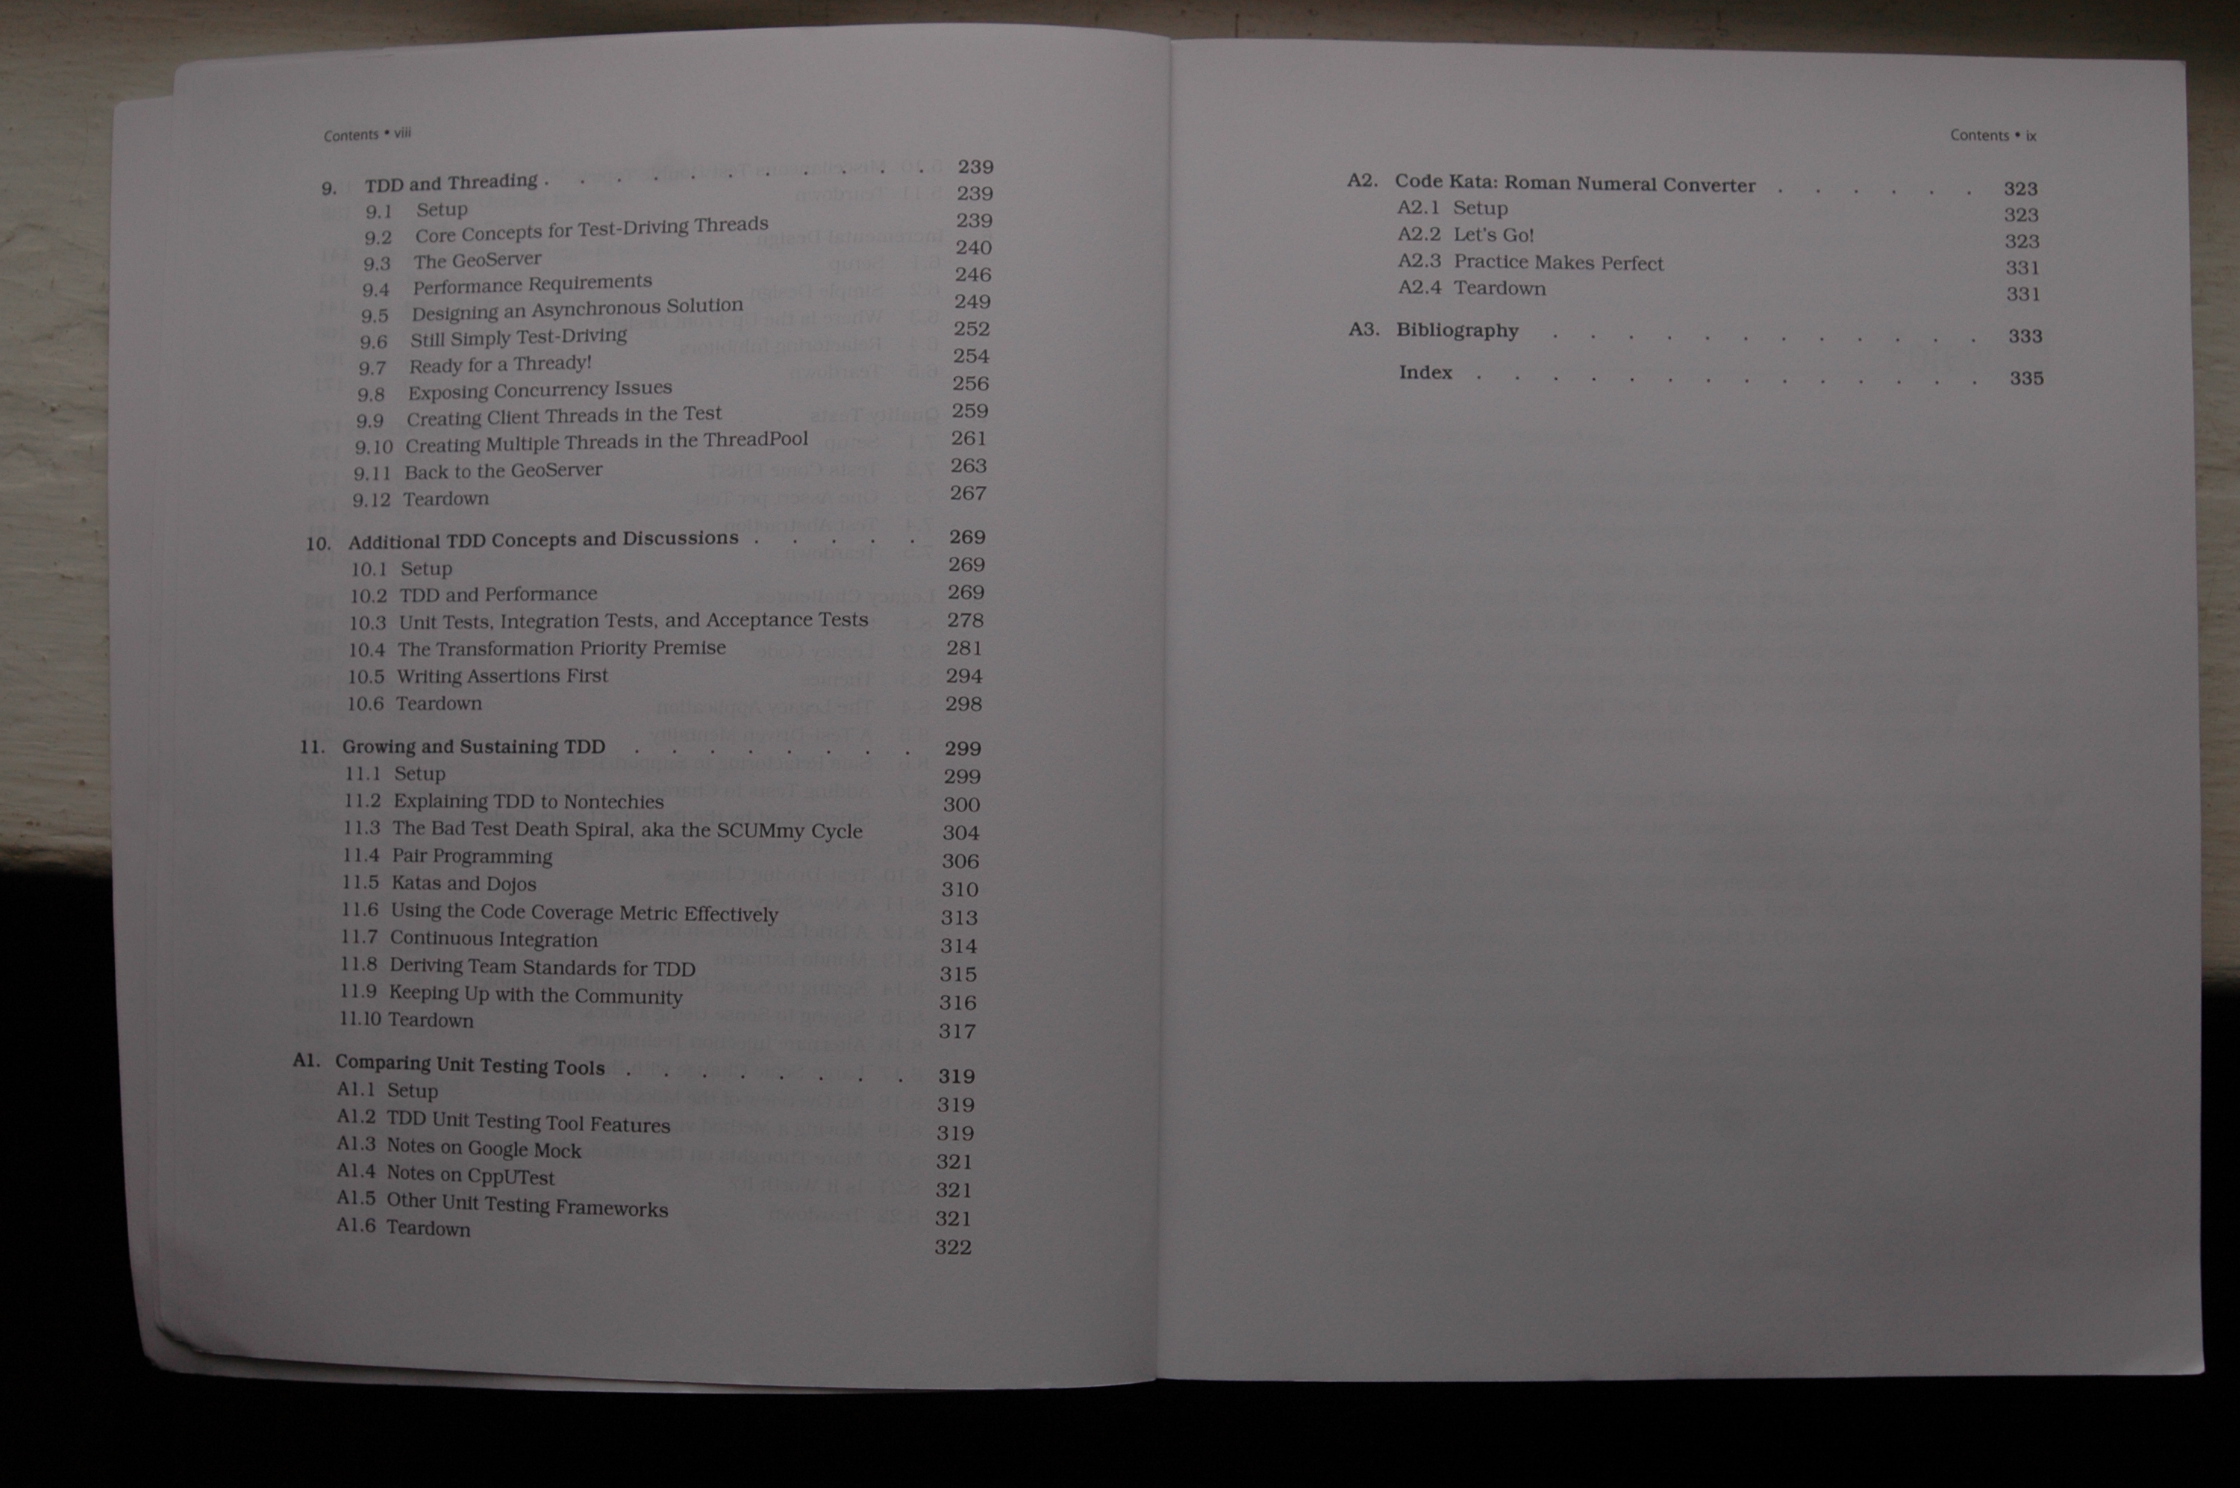 Contents • viii
9. TDD and Threading . . . . . . . . . . . 239
9.1 Setup 239
9.2 Core Concepts for Test-Driving Threads 239
9.3 The GeoServer 240
9.4 Performance Requirements 246
9.5 Designing an Asynchronous Solution 249
9.6 Still Simply Test-Driving 252
9.7 Ready for a Thready! 254
9.8 Exposing Concurrency Issues 256
9.9 Creating Client Threads in the Test 259
9.10 Creating Multiple Threads in the ThreadPool 261
9.11 Back to the GeoServer 263
9.12 Teardown 267
10. Additional TDD Concepts and Discussions . . . . . 269
10.1 Setup 269
10.2 TDD and Performance 269
10.3 Unit Tests, Integration Tests, and Acceptance Tests 278
10.4 The Transformation Priority Premise 281
10.5 Writing Assertions First 294
10.6 Teardown 298
11. Growing and Sustaining TDD . . . . . . . . 299
11.1 Setup 299
11.2 Explaining TDD to Nontechies 300
11.3 The Bad Test Death Spiral, aka the SCUMmy Cycle 304
11.4 Pair Programming 306
11.5 Katas and Dojos 310
11.6 Using the Code Coverage Metric Effectively 313
11.7 Continuous Integration 314
11.8 Deriving Team Standards for TDD 315
11.9 Keeping Up with the Community 316
11.10 Teardown 317
A1. Comparing Unit Testing Tools . . . . . . . . 319
A1.1 Setup 319
A1.2 TDD Unit Testing Tool Features 319
A1.3 Notes on Google Mock 321
A1.4 Notes on CppUTest 321
A1.5 Other Unit Testing Frameworks 321
A1.6 Teardown 322
Contents • ix
A2. Code Kata: Roman Numeral Converter . . . . . . 323
A2.1 Setup 323
A2.2 Let's Go! 323
A2.3 Practice Makes Perfect 331
A2.4 Teardown 331
A3. Bibliography . . . . . . . . . . . . 333
Index . . . . . . . . . . . . . . 335